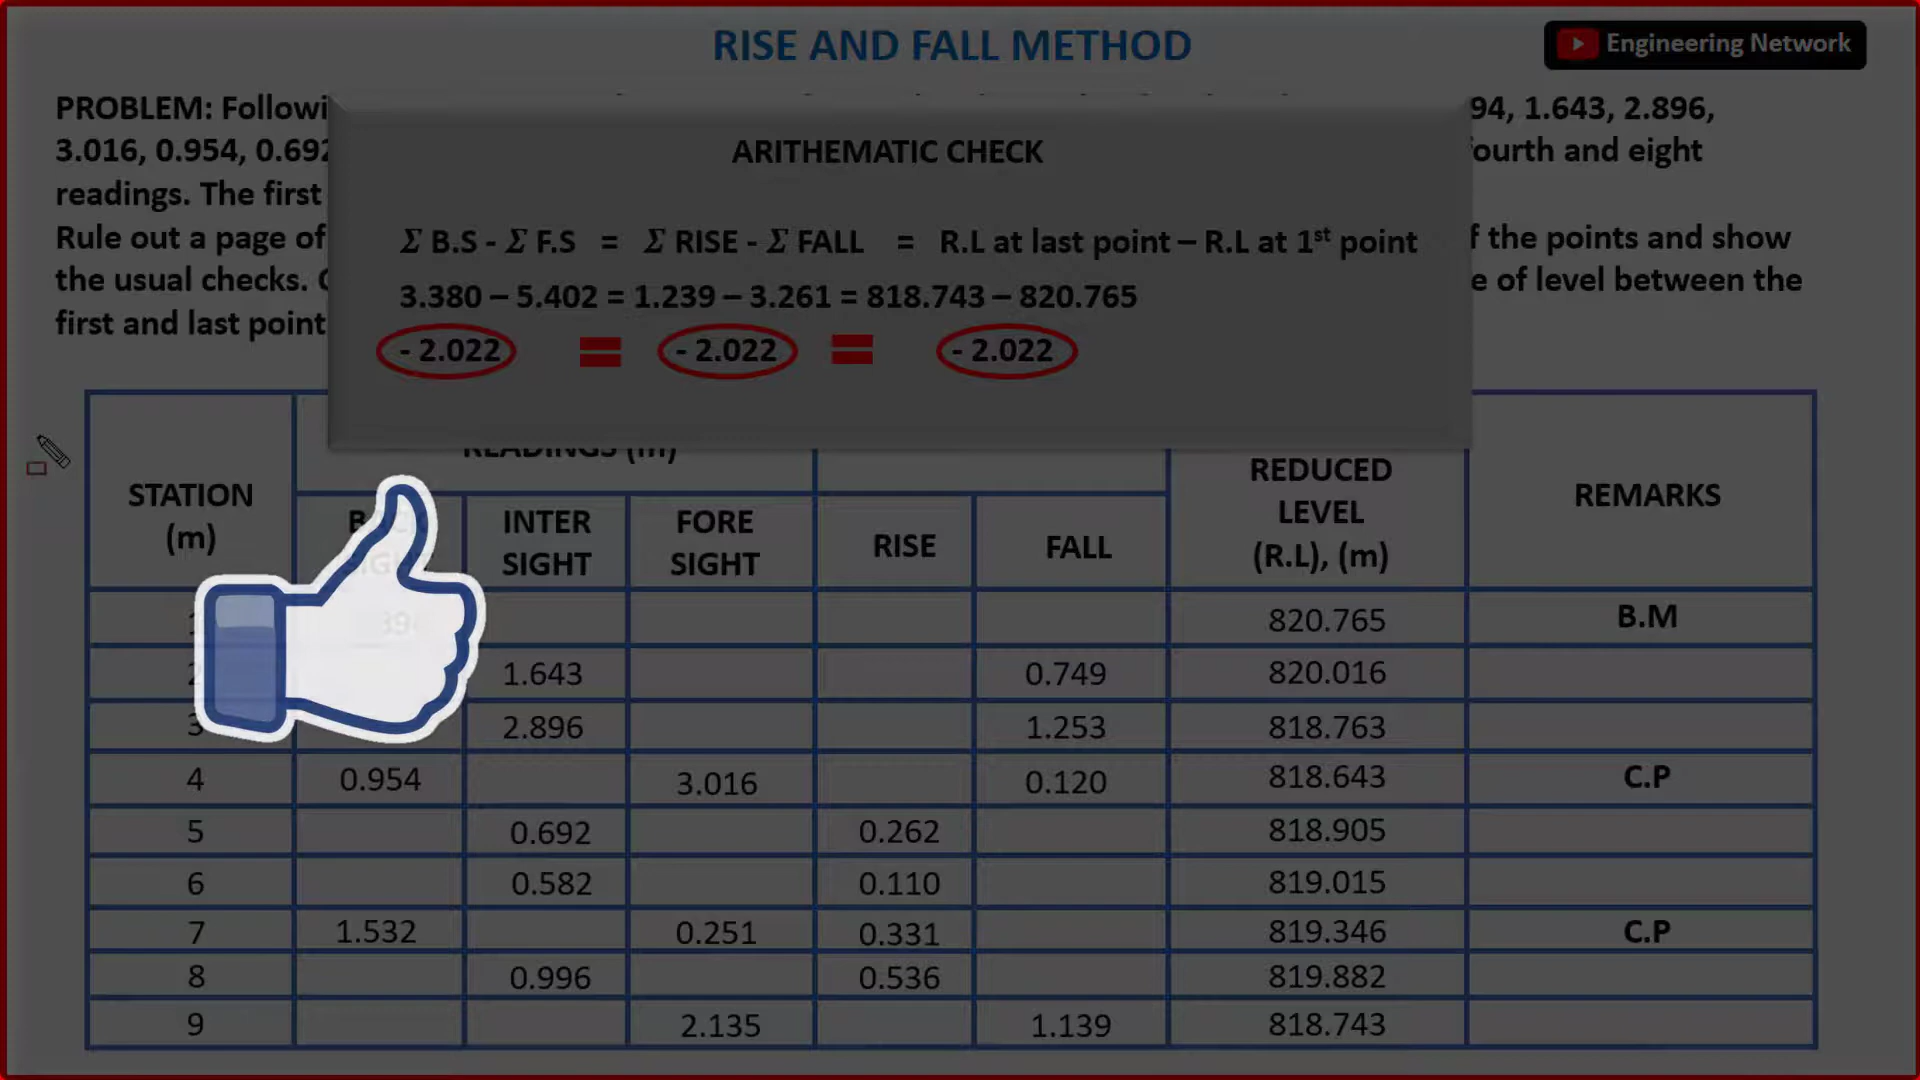 RISE AND FALL METHOD
Engineering Network
PROBLEM: Followi
94, 1.643, 2.896,
3.016, 0.954, 0.692
fourth and eight
readings. The first
Rule out a page of
f the points and show
the usual checks.
e of level between the
first and last point
ARITHEMATIC CHECK
Σ B.S - Σ F.S = Σ RISE - Σ FALL = R.L at last point – R.L at 1st point
3.380 – 5.402 = 1.239 – 3.261 = 818.743 – 820.765
- 2.022 = - 2.022 = - 2.022
STATION (m) READINGS (m) REDUCED LEVEL (R.L), (m) REMARKS
INTER SIGHT FORE SIGHT RISE FALL
820.765 B.M
1.643 0.749 820.016
3 2.896 1.253 818.763
4 0.954 3.016 0.120 818.643 C.P
5 0.692 0.262 818.905
6 0.582 0.110 819.015
7 1.532 0.251 0.331 819.346 C.P
8 0.996 0.536 819.882
9 2.135 1.139 818.743